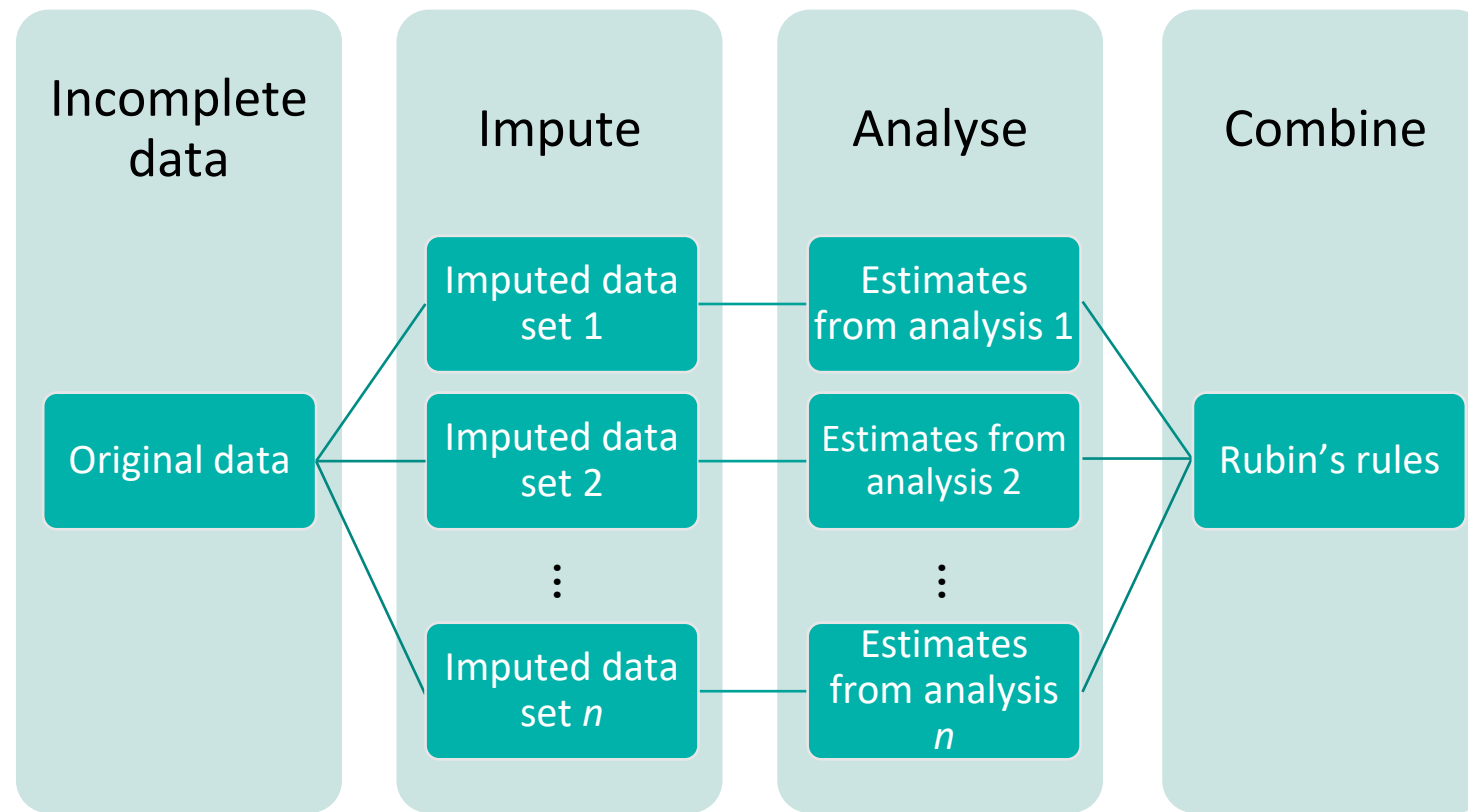 Incomplete
data
Impute
Analyse
Combine
Original data
Imputed data
set 1
Imputed data
set 2
⋮
Imputed data
set n
Estimates
from analysis 1
Estimates from
analysis 2
⋮
Estimates
from analysis
n
Rubin’s rules